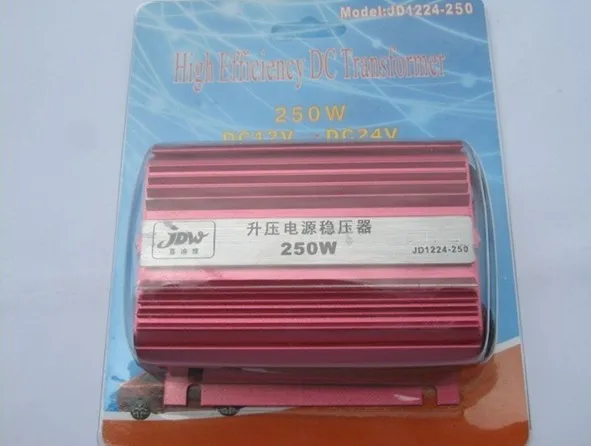 Model:JD1224-250
High Efficiency DC Transformer
250W
DC12V DC24V
JDW
升压电源稳压器
250W
JD1224-250